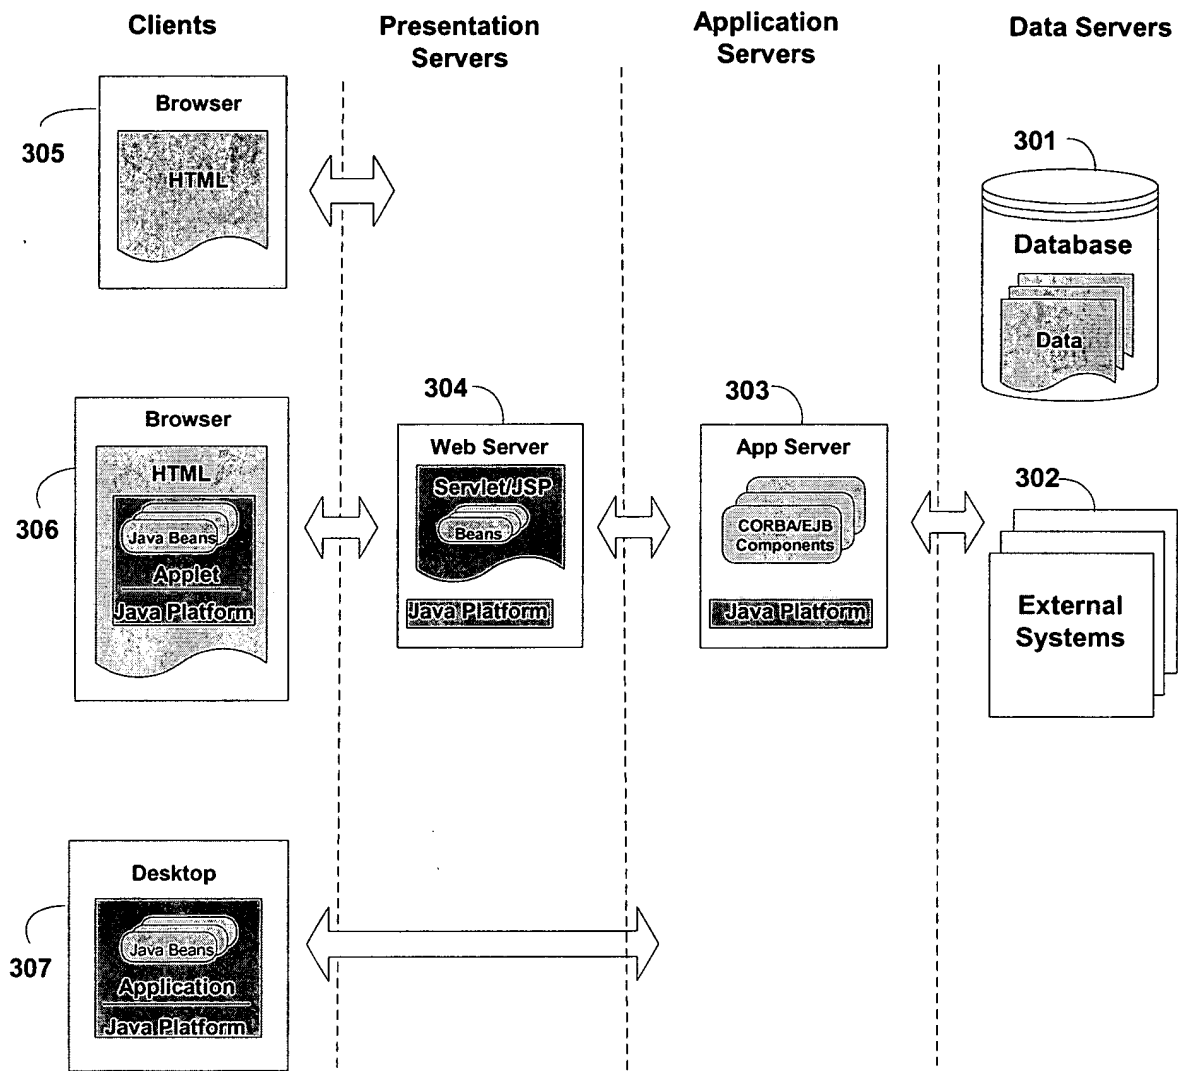 Clients
Presentation
Servers
Application
Servers
Data Servers
Browser
HTML
305
301
Database
Data
Browser
HTML
Java Beans
Applet
Java Platform
306
304
Web Server
Servlet/JSP
Beans
Java Platform
303
App Server
CORBA/EJB
Components
Java Platform
302
External
Systems
Desktop
Java Beans
Application
Java Platform
307